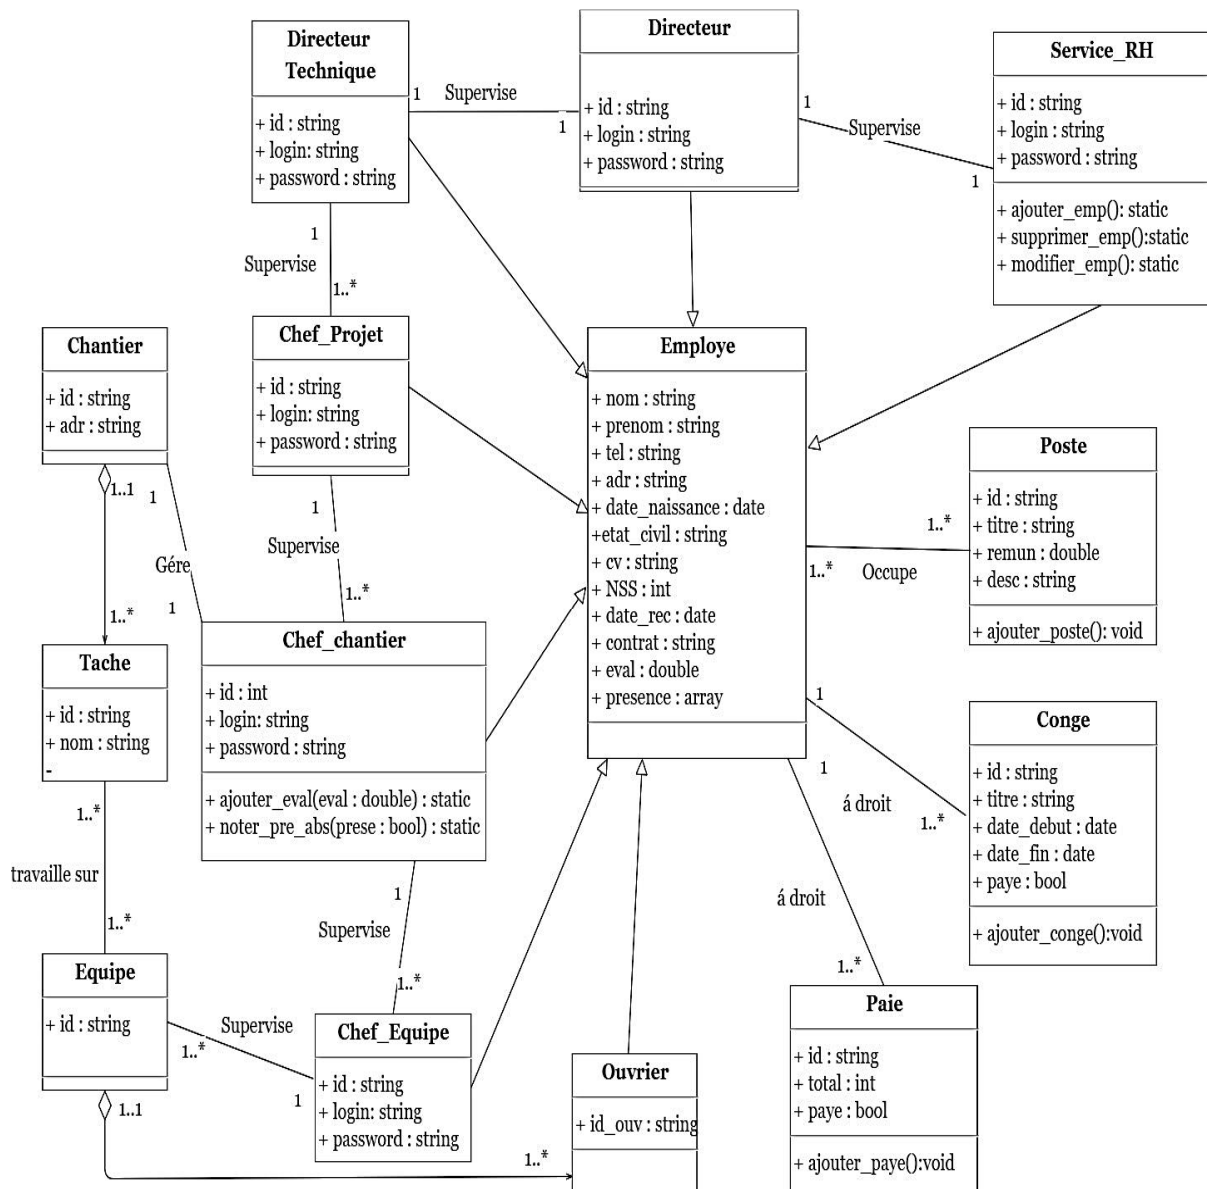 Directeur
Technique
+ id : string
+ login: string
+ password : string
1
Supervise
1
Directeur
+ id : string
+ login : string
+ password : string
1
Supervise
1
Service_RH
+ id : string
+ login : string
+ password : string
+ ajouter_emp(): static
+ supprimer_emp():static
+ modifier_emp(): static
1
Supervise
1..*
Chantier
+ id : string
+ adr : string
Chef_Projet
+ id : string
+ login: string
+ password : string
Employe
+ nom : string
+ prenom : string
+ tel : string
+ adr : string
+ date_naissance : date
+etat_civil : string
+ cv : string
+ NSS : int
+ date_rec : date
+ contrat : string
+ eval : double
+ presence : array
Poste
+ id : string
+ titre : string
+ remun : double
+ desc : string
+ ajouter_poste(): void
1..*
1..*
Occupe
1..1
1
Gére
1
1..*
1
Supervise
1..*
Tache
+ id : string
+ nom : string
-
Chef_chantier
+ id : int
+ login: string
+ password : string
+ ajouter_eval(eval : double) : static
+ noter_pre_abs(prese : bool) : static
1
á droit
1..*
Conge
+ id : string
+ titre : string
+ date_debut : date
+ date_fin : date
+ paye : bool
+ ajouter_conge():void
1
á droit
1..*
1..*
travaille sur
1..*
1
Supervise
1..*
Equipe
+ id : string
Supervise
1..*
1
Chef_Equipe
+ id : string
+ login: string
+ password : string
Ouvrier
+ id_ouv : string
Paie
+ id : string
+ total : int
+ paye : bool
+ ajouter_paye():void
1..1
1..*